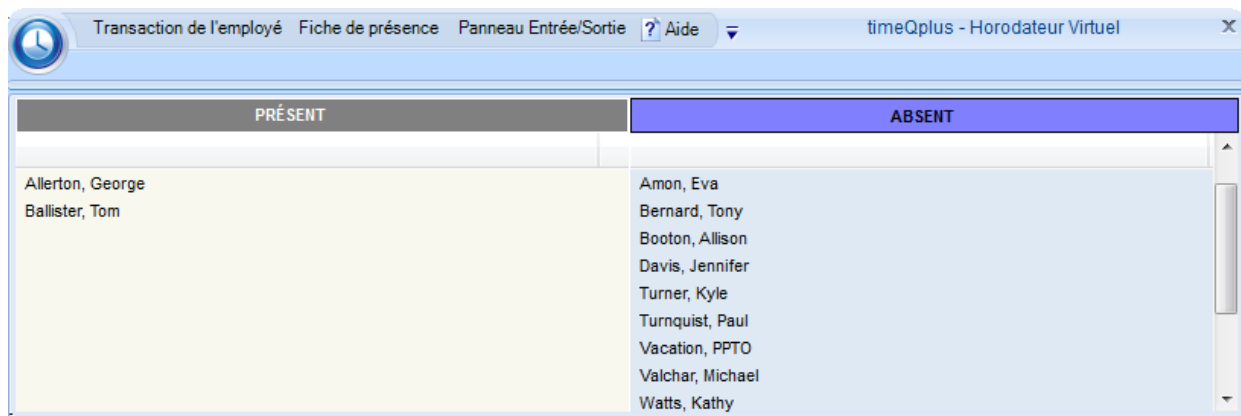 Transaction de l'employé Fiche de présence Panneau Entrée/Sortie ? Aide timeQplus - Horodateur Virtuel X
PRÉSENT ABSENT
Allerton, George Amon, Eva
Ballister, Tom Bernard, Tony
Booton, Allison
Davis, Jennifer
Turner, Kyle
Turnquist, Paul
Vacation, PPTO
Valchar, Michael
Watts, Kathy